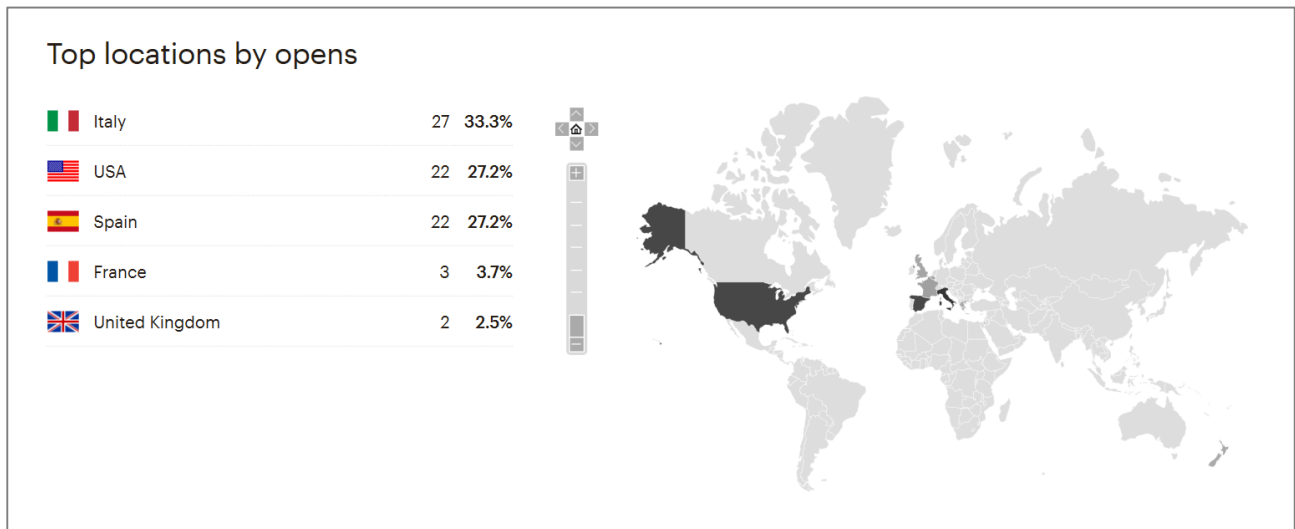 Top locations by opens
Italy 27 33.3%
USA 22 27.2%
Spain 22 27.2%
France 3 3.7%
United Kingdom 2 2.5%